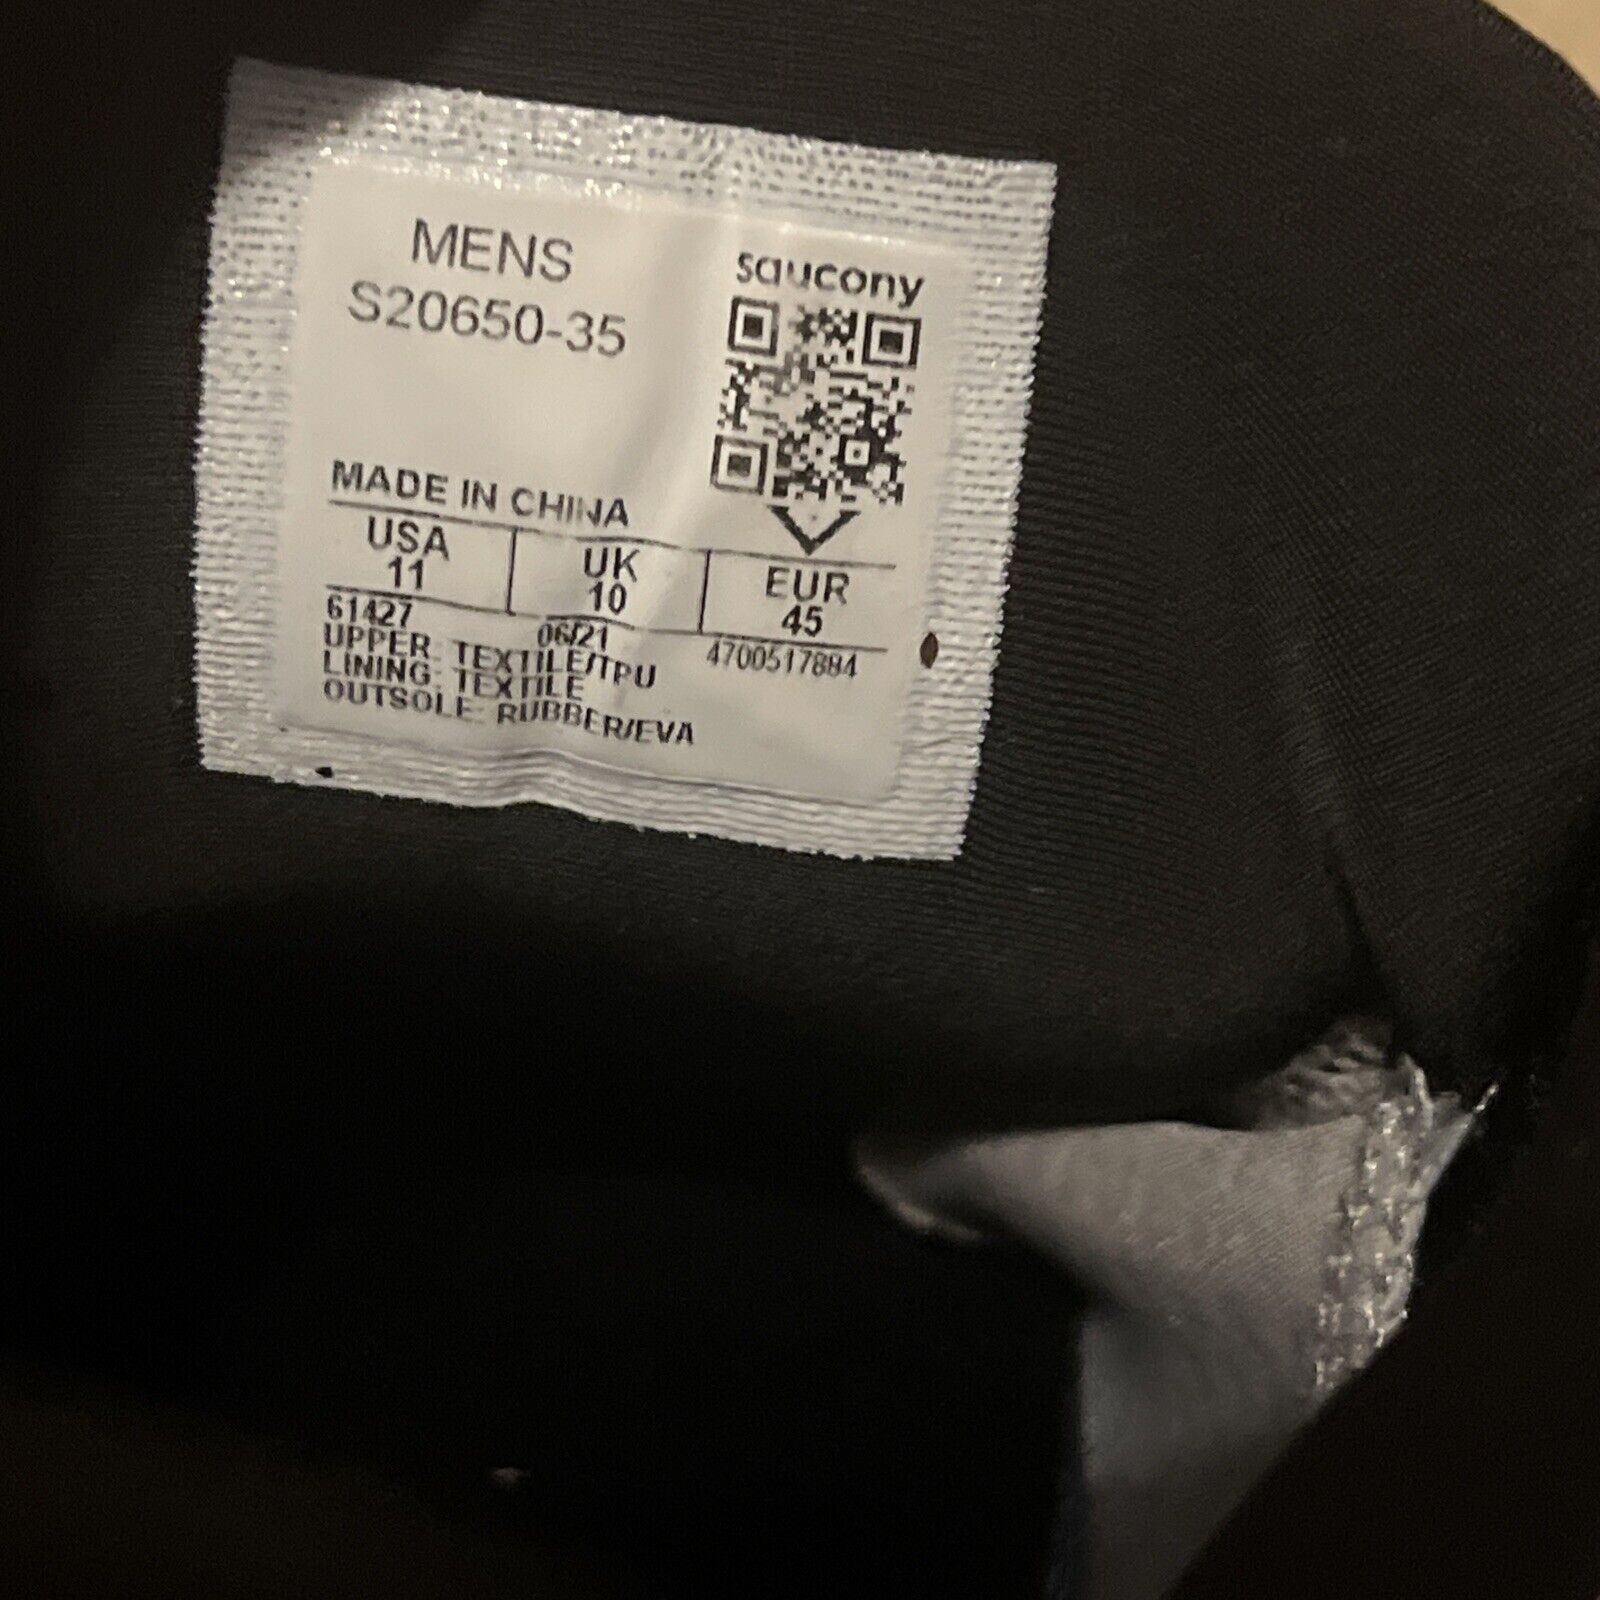 MENS
S20650-35
saucony
MADE IN CHINA
USA UK EUR
11 10 45
61427 06/21 4700517884
UPPER: TEXTILE/TPU
LINING: TEXTILE
OUTSOLE: RUBBER/EVA